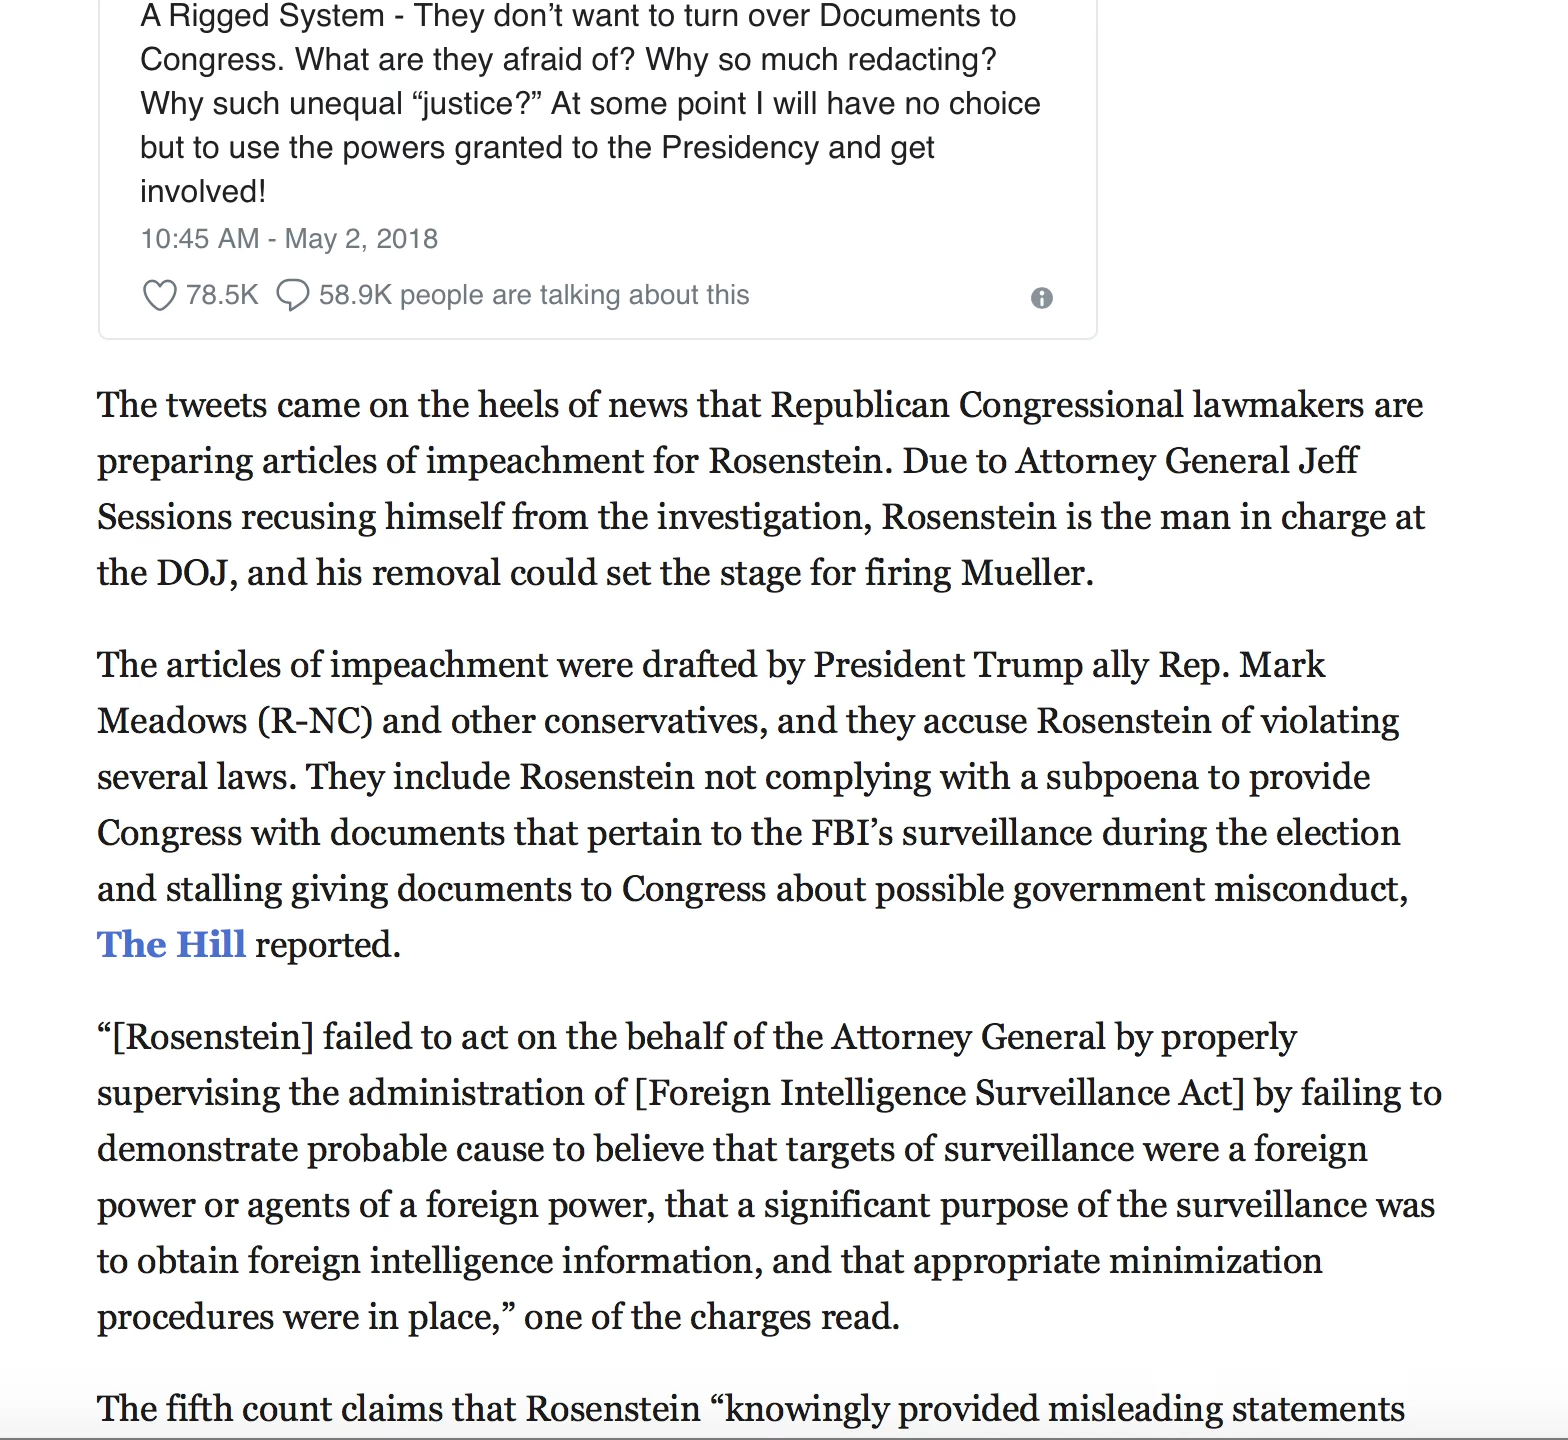 A Rigged System - They don’t want to turn over Documents to
Congress. What are they afraid of? Why so much redacting?
Why such unequal “justice?” At some point I will have no choice
but to use the powers granted to the Presidency and get
involved!
10:45 AM - May 2, 2018
78.5K 58.9K people are talking about this
The tweets came on the heels of news that Republican Congressional lawmakers are
preparing articles of impeachment for Rosenstein. Due to Attorney General Jeff
Sessions recusing himself from the investigation, Rosenstein is the man in charge at
the DOJ, and his removal could set the stage for firing Mueller.
The articles of impeachment were drafted by President Trump ally Rep. Mark
Meadows (R-NC) and other conservatives, and they accuse Rosenstein of violating
several laws. They include Rosenstein not complying with a subpoena to provide
Congress with documents that pertain to the FBI’s surveillance during the election
and stalling giving documents to Congress about possible government misconduct,
The Hill reported.
“[Rosenstein] failed to act on the behalf of the Attorney General by properly
supervising the administration of [Foreign Intelligence Surveillance Act] by failing to
demonstrate probable cause to believe that targets of surveillance were a foreign
power or agents of a foreign power, that a significant purpose of the surveillance was
to obtain foreign intelligence information, and that appropriate minimization
procedures were in place,” one of the charges read.
The fifth count claims that Rosenstein “knowingly provided misleading statements